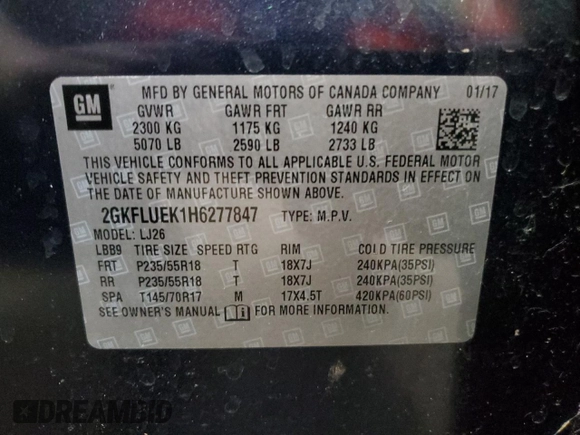 GM
MFD BY GENERAL MOTORS OF CANADA COMPANY 01/17
GVWR GAWR FRT GAWR RR
2300 KG 1175 KG 1240 KG
5070 LB 2590 LB 2733 LB
THIS VEHICLE CONFORMS TO ALL APPLICABLE U.S. FEDERAL MOTOR
VEHICLE SAFETY AND THEFT PREVENTION STANDARDS IN EFFECT ON
THE DATE OF MANUFACTURE SHOWN ABOVE.
2GKFLUEK1H6277847 TYPE: M.P.V.
MODEL: LJ26
LBB9 TIRE SIZE SPEED RTG RIM COLD TIRE PRESSURE
FRT P235/55R18 T 18X7J 240KPA(35PSI)
RR P235/55R18 T 18X7J 240KPA(35PSI)
SPA T145/70R17 M 17X4.5T 420KPA(60PSI)
SEE OWNER'S MANUAL FOR MORE INFORMATION.
DREAMBID